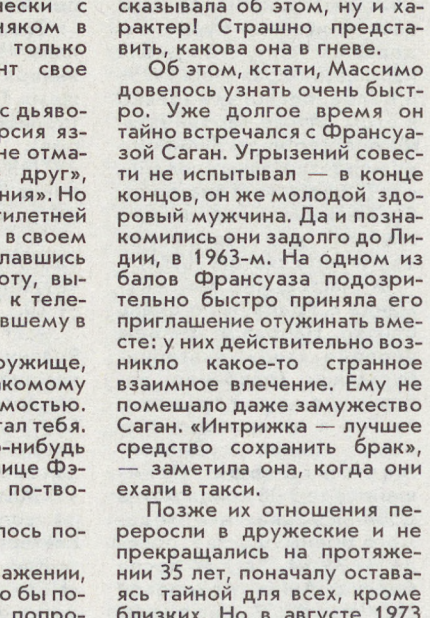 чески с
няком в
только
нт свое
с дьяво-
рсия яз-
не отма-
друг»,
ния». Но
тилетней
в своем
лавшись
оту, вы-
к теле-
вшему в
ружище,
акомому
мостью.
тал тебя.
о-нибудь
ице Фэ-
по-тво-
лось по-
ажении,
о бы по-
попро-
сказывала об этом, ну и ха-
рактер! Страшно предста-
вить, какова она в гневе.
Об этом, кстати, Массимо
довелось узнать очень быст-
ро. Уже долгое время он
тайно встречался с Франсуа-
зой Саган. Угрызений совес-
ти не испытывал — в конце
концов, он же молодой здо-
ровый мужчина. Да и позна-
комились они задолго до Ли-
дии, в 1963-м. На одном из
балов Франсуаза подозри-
тельно быстро приняла его
приглашение отужинать вме-
сте: у них действительно воз-
никло какое-то странное
взаимное влечение. Ему не
помешало даже замужество
Саган. «Интрижка — лучшее
средство сохранить брак»,
— заметила она, когда они
ехали в такси.
Позже их отношения пе-
реросли в дружеские и не
прекращались на протяже-
нии 35 лет, поначалу остава-
ясь тайной для всех, кроме
близких. Но в августе 1973